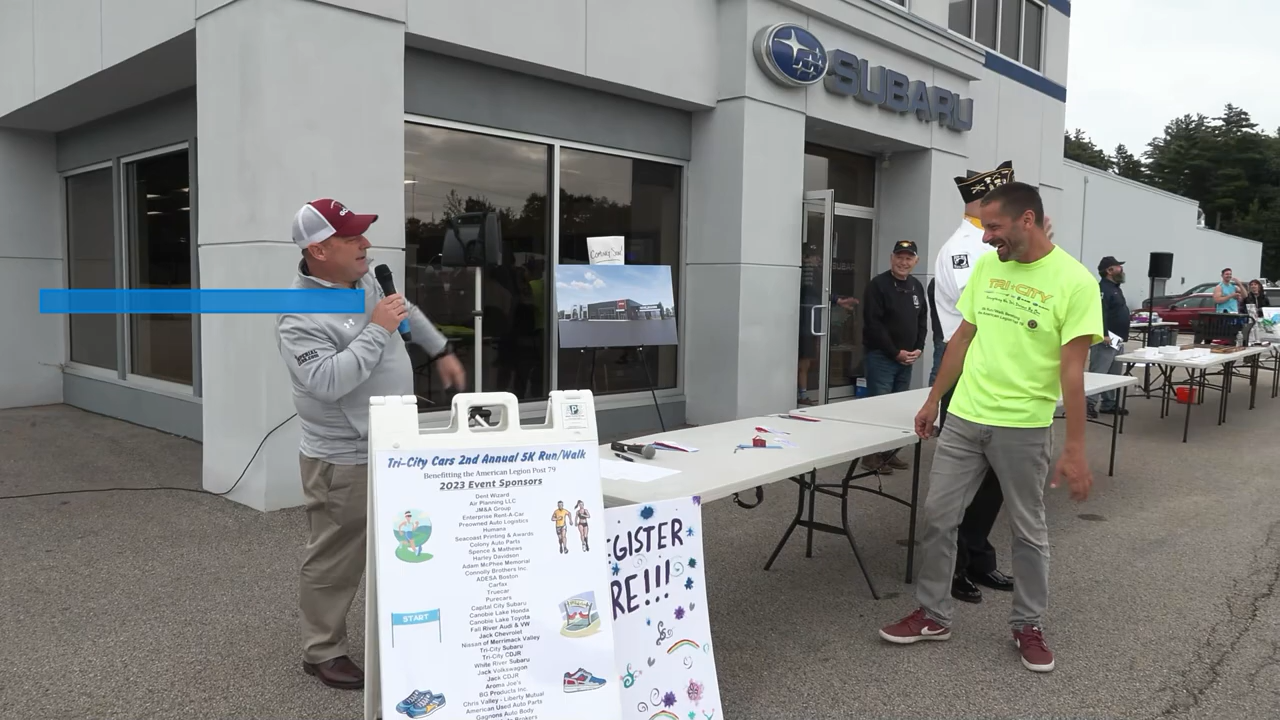 SUBARU
Coming Soon
SUBARU
TRI-CITY
Tri-City Cars 2nd Annual 5K Run/Walk
Benefitting the American Legion Post 79
2023 Event Sponsors
Dent Wizard
Air Planning LLC
JM&A Group
Enterprise Rent-A-Car
Preowned Auto Logistics
Humana
Seacoast Printing & Awards
Colony Auto Parts
Spence & Mathews
Harley Davidson
Adam McPhee Memorial
Connolly Brothers Inc.
ADESA Boston
Carfax
Truecar
Purecars
Capital City Subaru
Canobie Lake Honda
Canobie Lake Toyota
Fall River Audi & VW
Jack Chevrolet
Nissan of Merrimack Valley
Tri-City Subaru
Tri-City CDJR
White River Subaru
Jack Volkswagen
Jack CDJR
Aroma Joe's
BG Products Inc.
Chris Valley - Liberty Mutual
American Used Auto Parts
Gagnons Auto Body
START
EGISTER
RE!!!